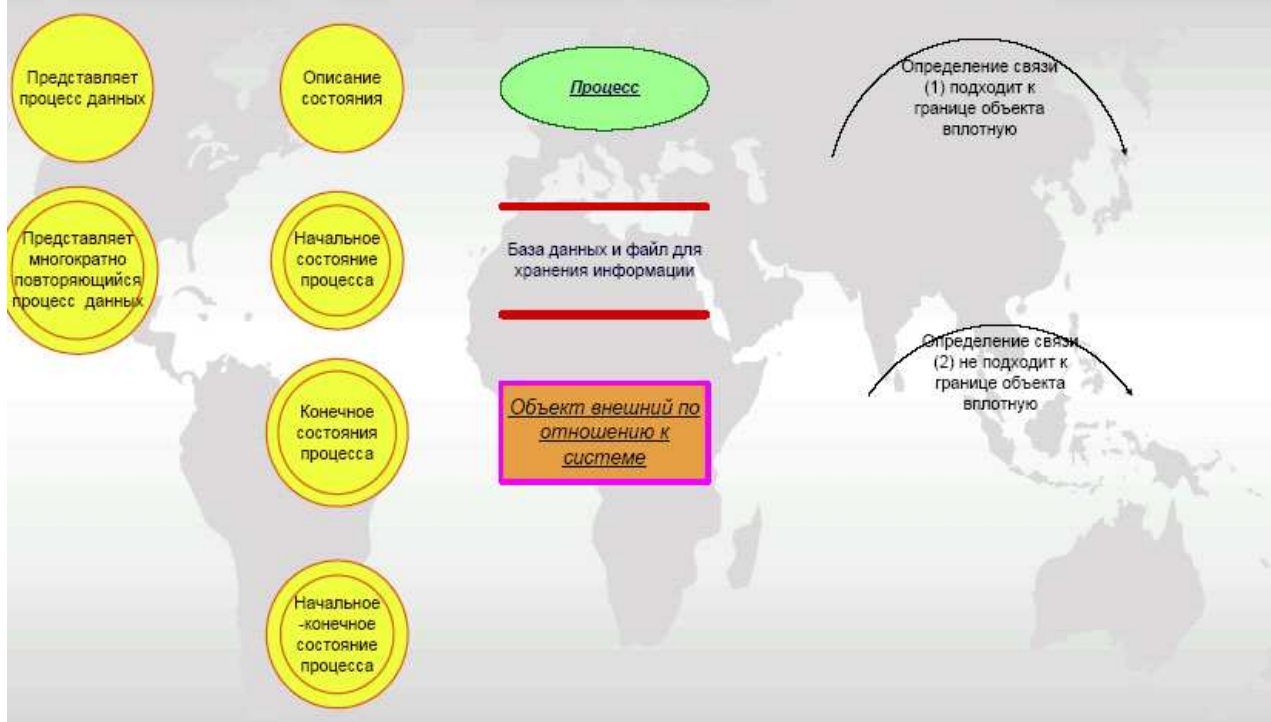 Представляет
процесс данных
Описание
состояния
Процесс
Определение связи
(1) подходит к
границе объекта
вплотную
Представляет
многократно
повторяющийся
процесс данных
Начальное
состояние
процесса
База данных и файл для
хранения информации
Определение связи
(2) не подходит к
границе объекта
вплотную
Конечное
состояния
процесса
Объект внешний по
отношению к
системе
Начальное
-конечное
состояние
процесса